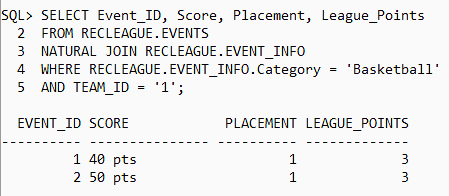 SQL> SELECT Event_ID, Score, Placement, League_Points
  2  FROM RECLEAGUE.EVENTS
  3  NATURAL JOIN RECLEAGUE.EVENT_INFO
  4  WHERE RECLEAGUE.EVENT_INFO.Category = 'Basketball'
  5  AND TEAM_ID = '1';

  EVENT_ID SCORE            PLACEMENT LEAGUE_POINTS
---------- --------------- ---------- -------------
         1 40 pts                   1             3
         2 50 pts                   1             3